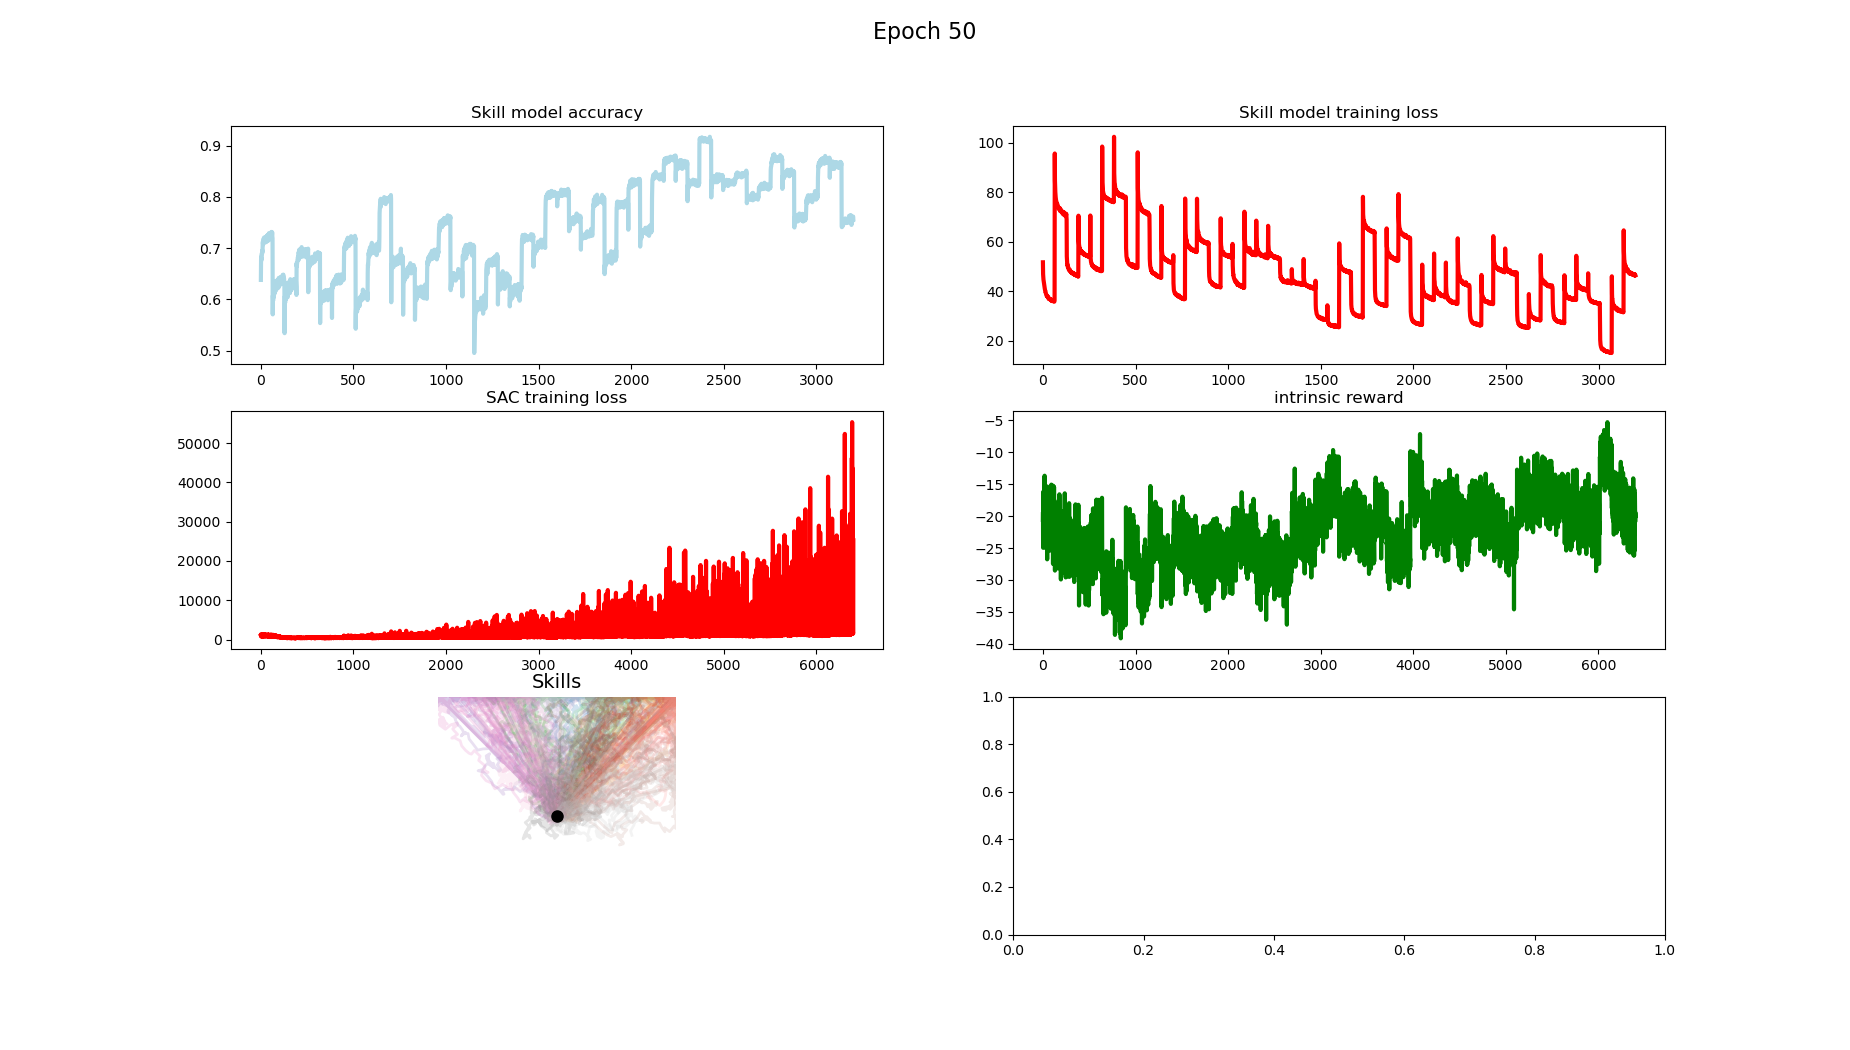 Epoch 50
Skill model accuracy
0.9
0.8
0.7
0.6
0.5
0 500 1000 1500 2000 2500 3000
Skill model training loss
100
80
60
40
20
0 500 1000 1500 2000 2500 3000
SAC training loss
50000
40000
30000
20000
10000
0
0 1000 2000 3000 4000 5000 6000
intrinsic reward
−5
−10
−15
−20
−25
−30
−35
−40
0 1000 2000 3000 4000 5000 6000
Skills
1.0
0.8
0.6
0.4
0.2
0.0
0.0 0.2 0.4 0.6 0.8 1.0